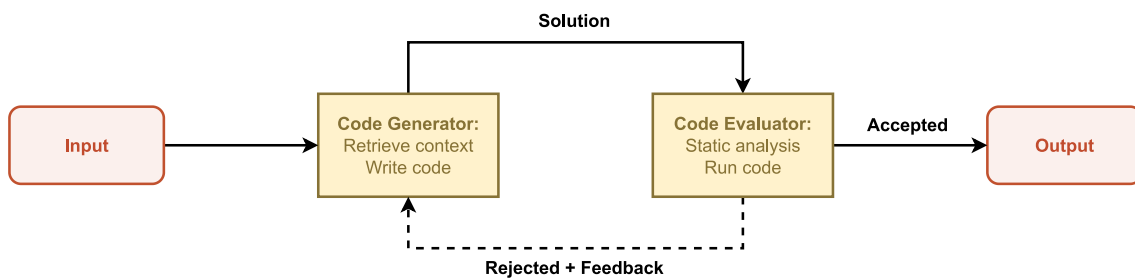 Solution
Input
Code Generator:
Retrieve context
Write code
Code Evaluator:
Static analysis
Run code
Accepted
Output
Rejected + Feedback